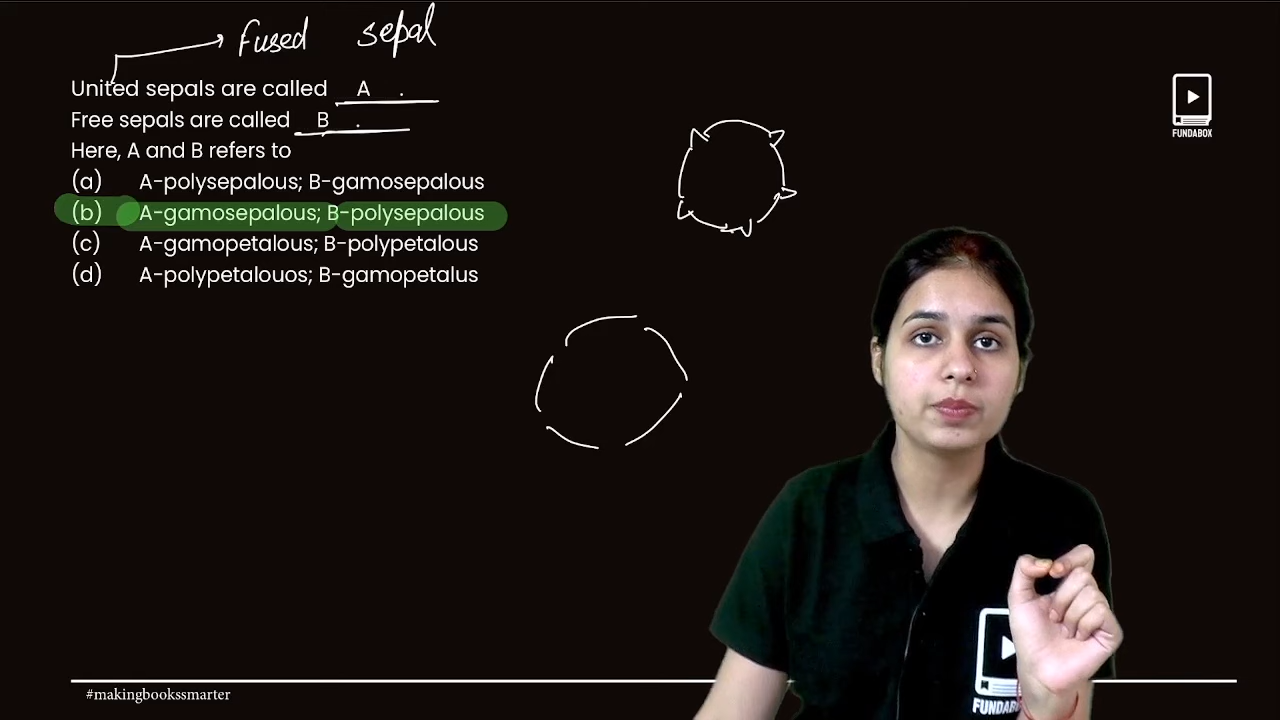 Fused sepal
United sepals are called A .
Free sepals are called B .
Here, A and B refers to
(a) A-polysepalous; B-gamosepalous
(b) A-gamosepalous; B-polysepalous
(c) A-gamopetalous; B-polypetalous
(d) A-polypetalouos; B-gamopetalus
FUNDABOX
FUNDAB
#makingbookssmarter